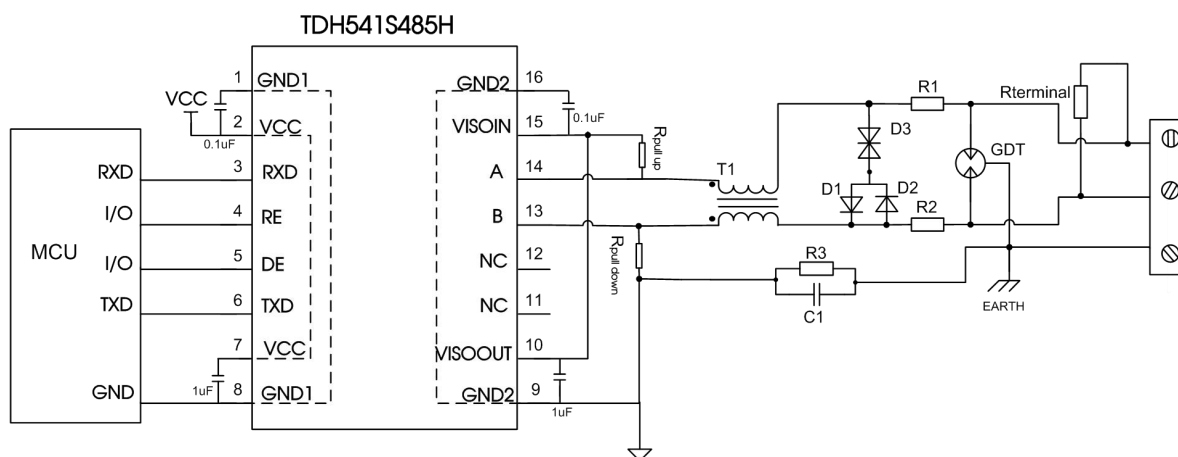 TDH541S485H
1 GND1 GND2 16
VCC 0.1uF
0.1uF 2 VCC VISOIN 15
Rpull up
Rterminal
R1
D3
GDT
RXD 3 RXD A 14
T1
D1 D2
I/O 4 RE B 13
R2
MCU
I/O 5 DE NC 12
Rpull down
R3
TXD 6 TXD NC 11
C1
EARTH
7 VCC VISOOUT 10
1uF
GND 8 GND1 GND2 9
1uF